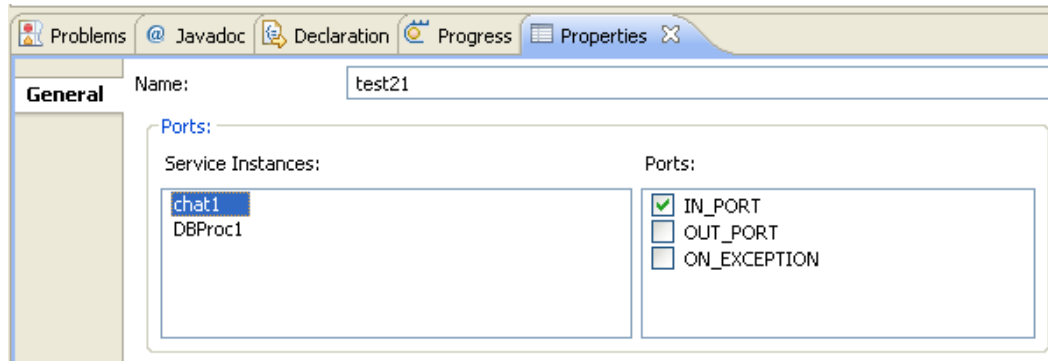 Problems @ Javadoc Declaration Progress Properties
General Name: test21
Ports:
Service Instances: Ports:
chat1 IN_PORT
DBProc1 OUT_PORT
ON_EXCEPTION